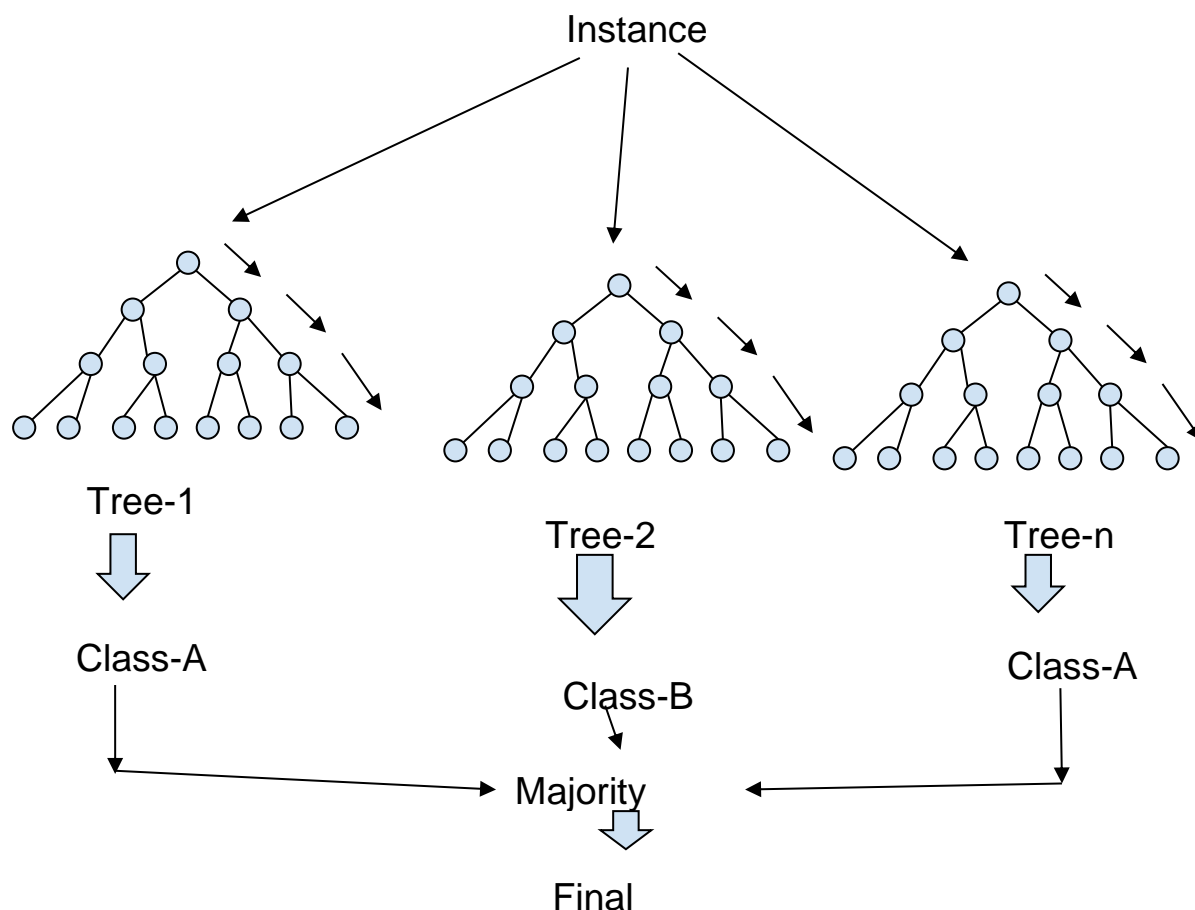 Instance
Tree-1
Tree-2
Tree-n
Class-A
Class-B
Class-A
Majority
Final